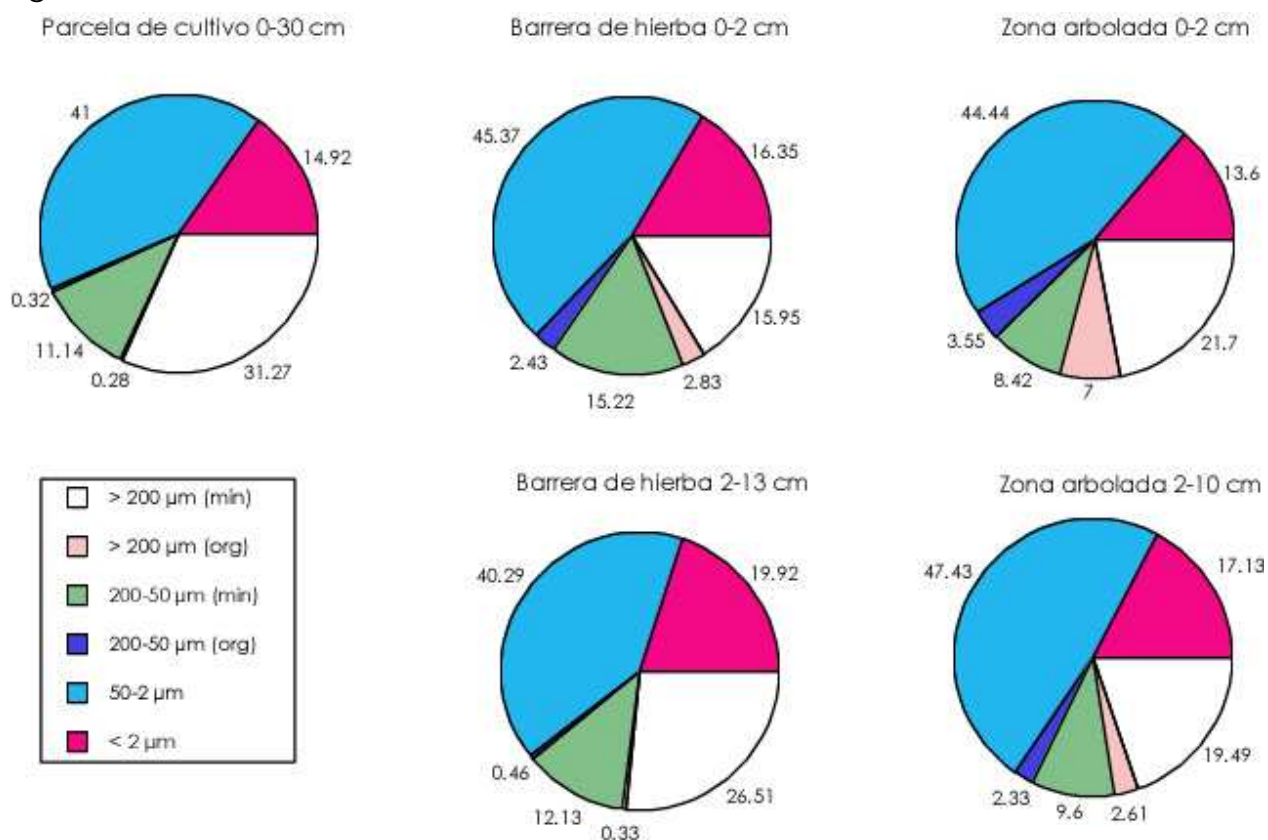 Parcela de cultivo 0-30 cm
41
14.92
0.32
11.14
0.28
31.27
Barrera de hierba 0-2 cm
45.37
16.35
2.43
15.22
2.83
15.95
Zona arbolada 0-2 cm
44.44
13.6
3.55
8.42
7
21.7
> 200 µm (min)
> 200 µm (org)
200-50 µm (min)
200-50 µm (org)
50-2 µm
< 2 µm
Barrera de hierba 2-13 cm
40.29
19.92
0.46
12.13
0.33
26.51
Zona arbolada 2-10 cm
47.43
17.13
2.33
9.6
2.61
19.49